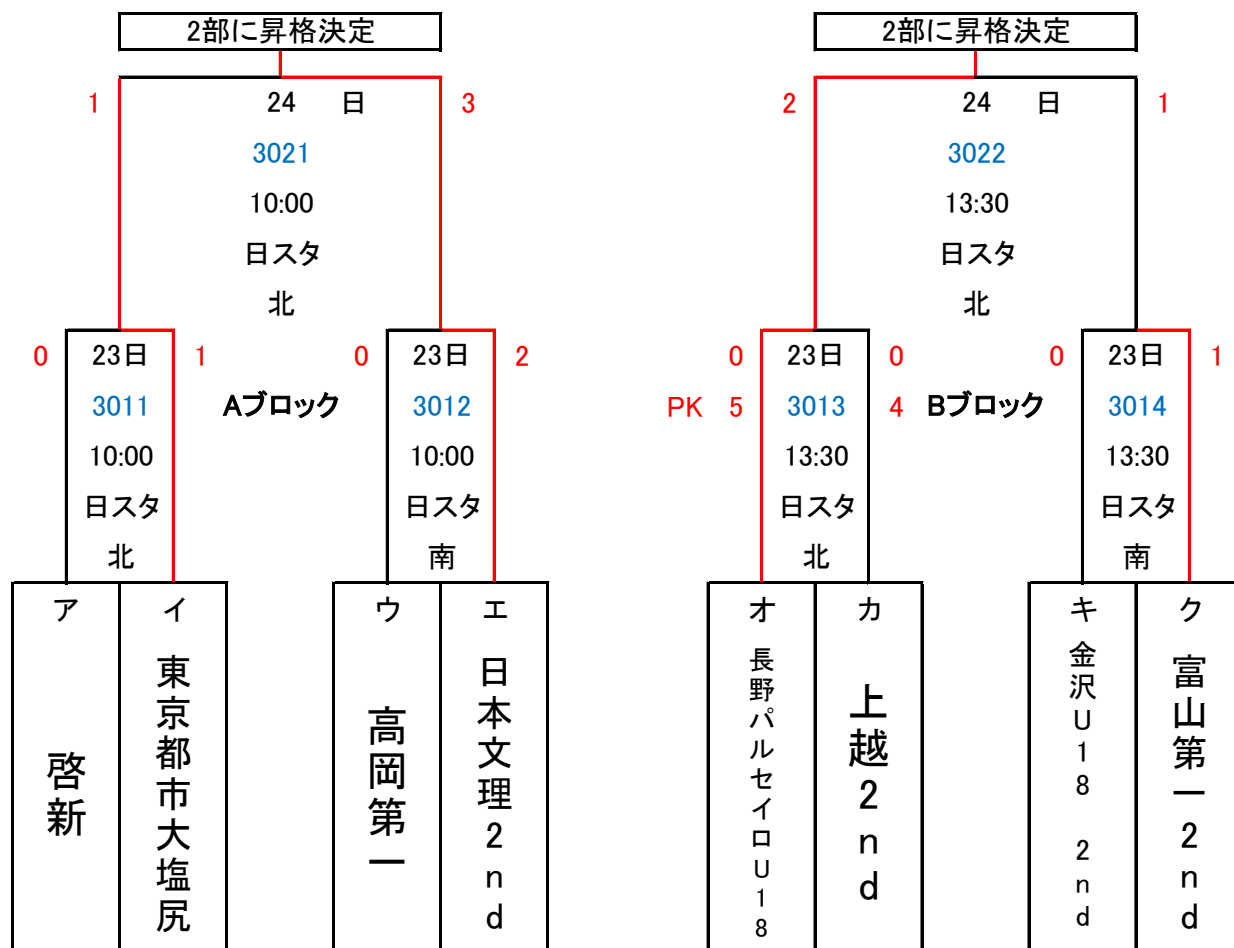 2部に昇格決定 2部に昇格決定
1 24 日 3 2 24 日 1
3021 3022
10:00 13:30
日スタ 日スタ
北 北
0 23日 1 0 23日 2 0 23日 0 0 23日 1
3011 Aブロック 3012 PK 5 3013 4 Bブロック 3014
10:00 10:00 13:30 13:30
日スタ 日スタ 日スタ 日スタ
北 南 北 南
ア イ ウ エ オ カ キ ク
啓新
東京都市大塩尻
高岡第一
日本文理2nd
長野パルセイロU18
上越2nd
金沢U18 2nd
富山第一2nd